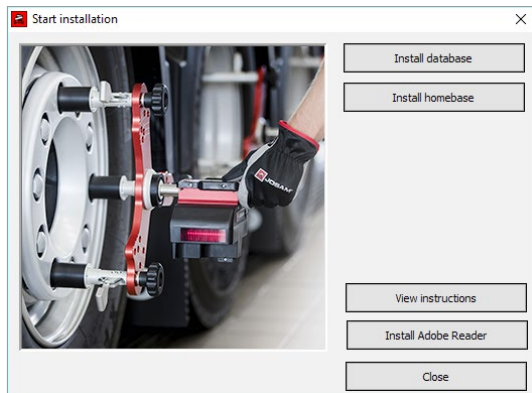 Start installation
Install database
Install homebase
JOSAM
View instructions
Install Adobe Reader
Close